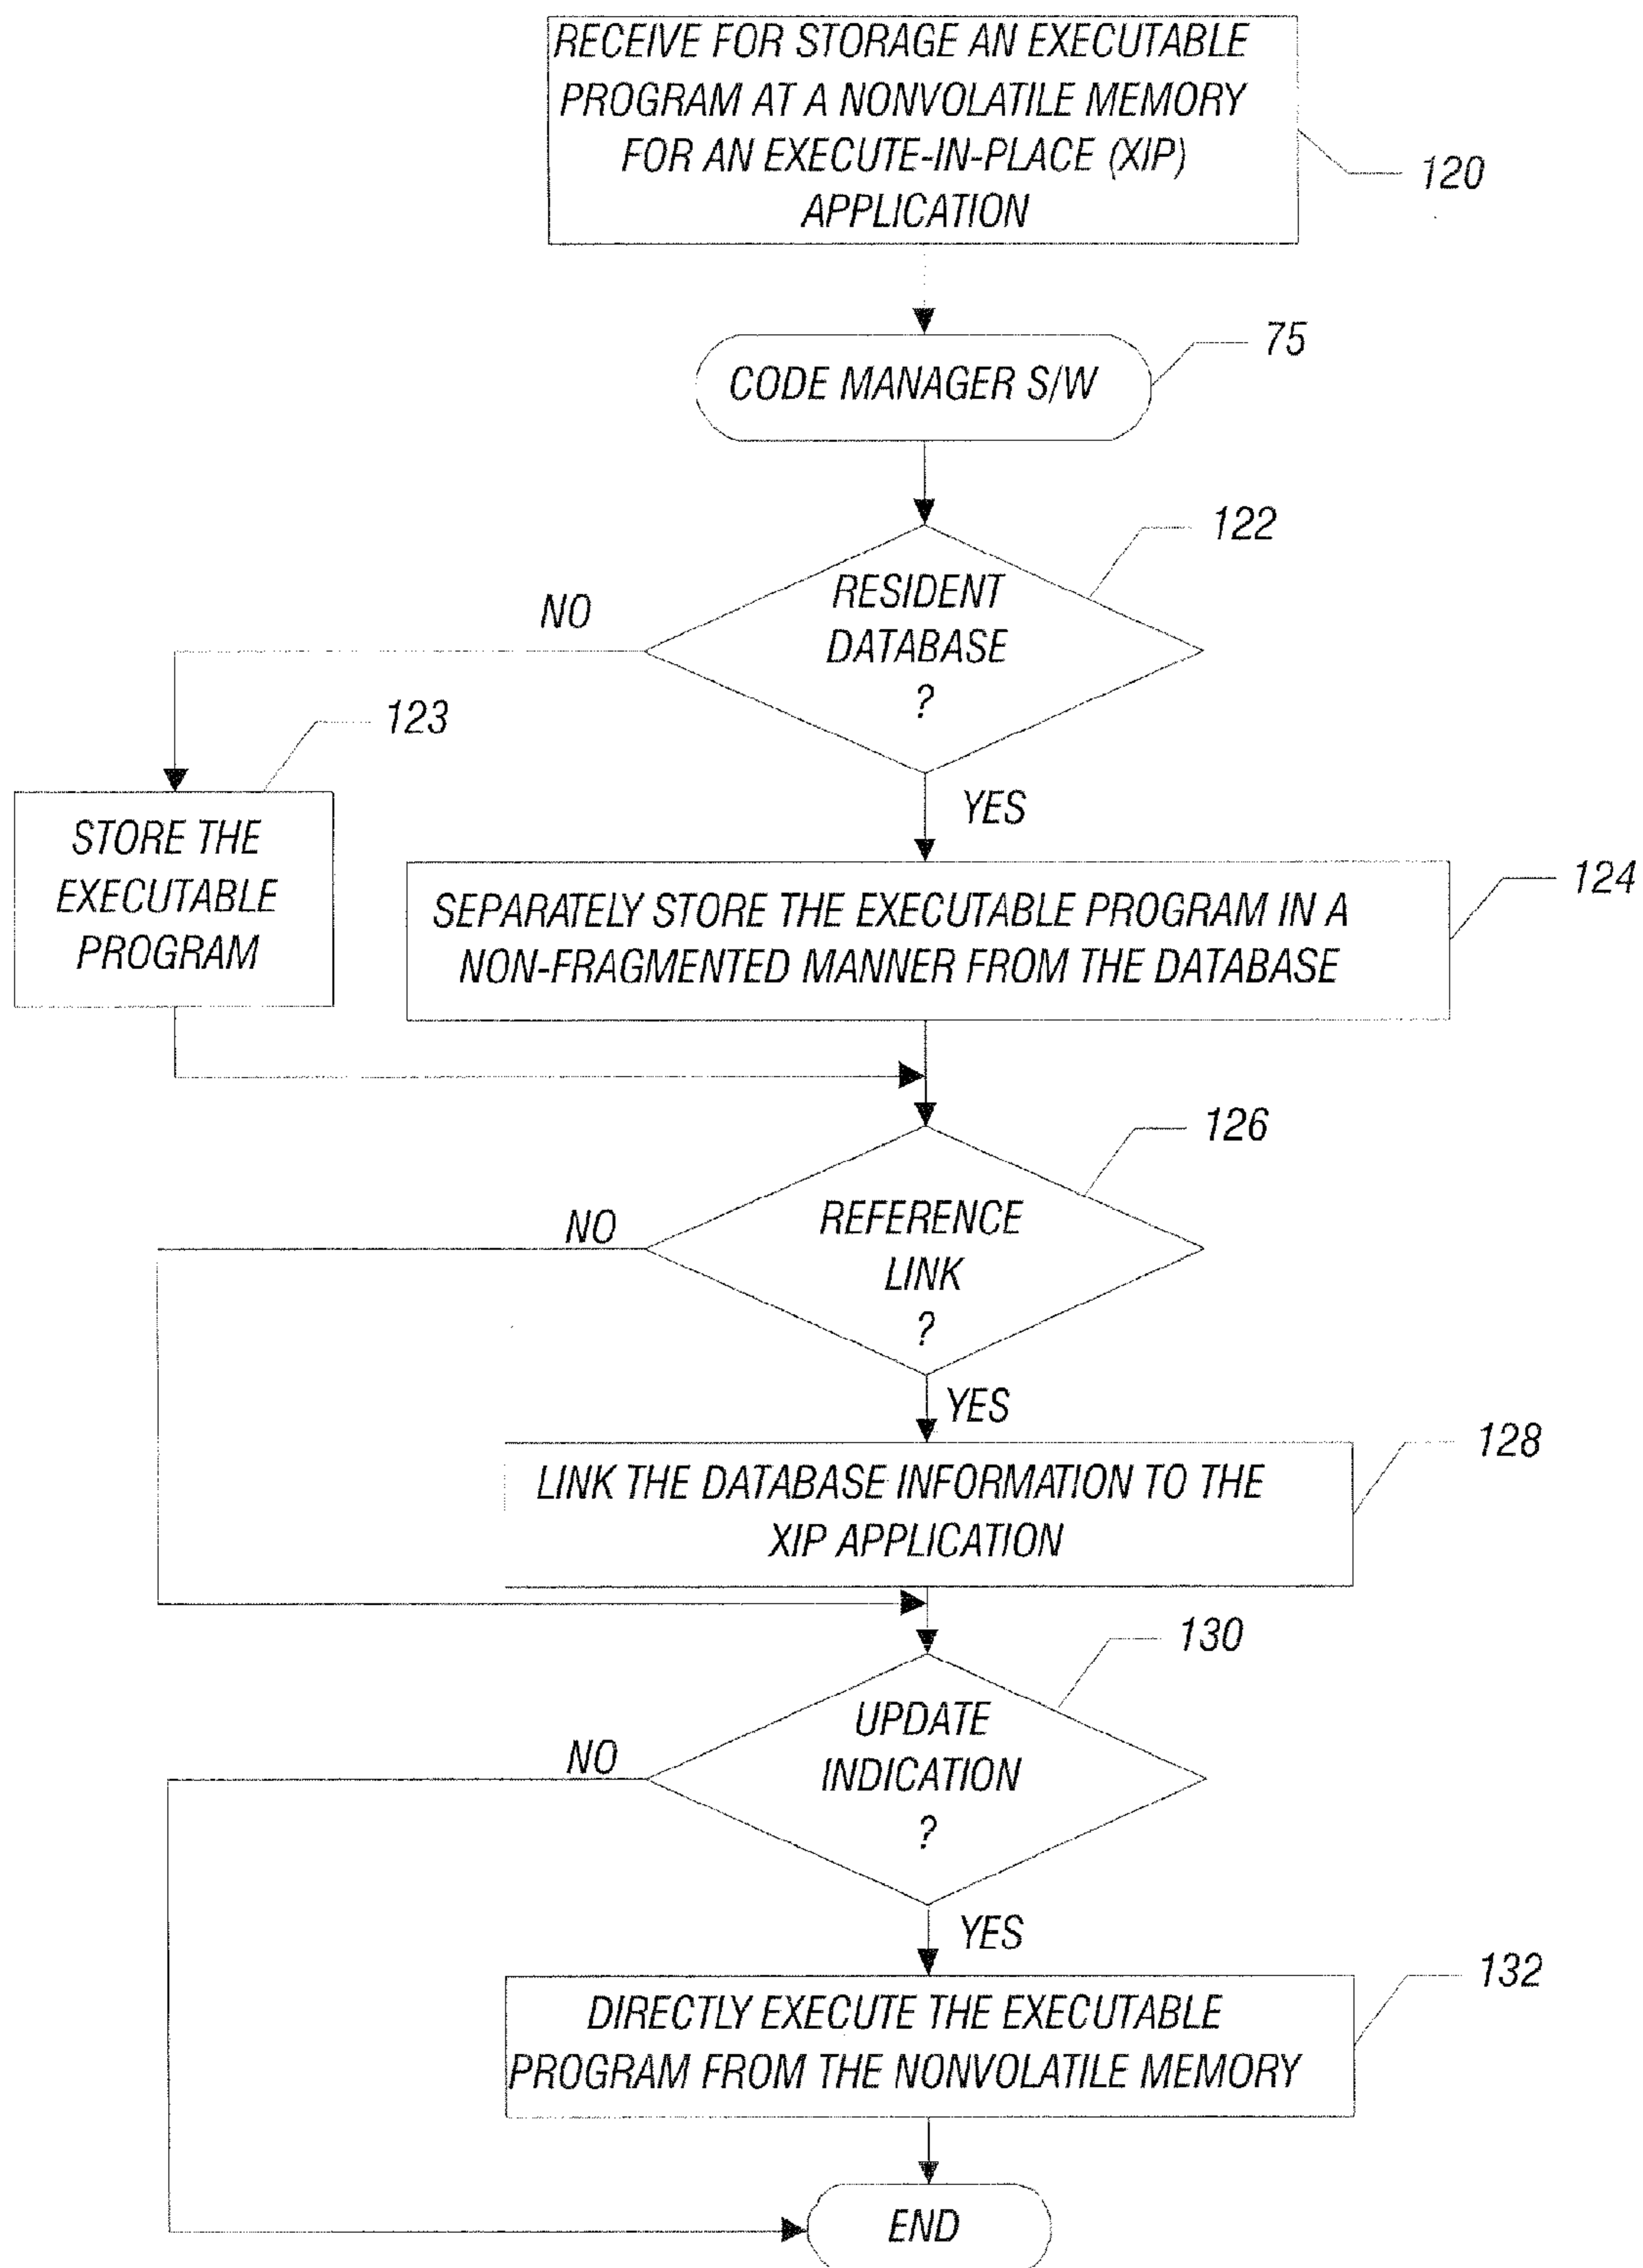 RECEIVE FOR STORAGE AN EXECUTABLE
PROGRAM AT A NONVOLATILE MEMORY
FOR AN EXECUTE-IN-PLACE (XIP)
APPLICATION
120
CODE MANAGER S/W
75
RESIDENT
DATABASE
?
122
NO
YES
123
STORE THE
EXECUTABLE
PROGRAM
SEPARATELY STORE THE EXECUTABLE PROGRAM IN A
NON-FRAGMENTED MANNER FROM THE DATABASE
124
REFERENCE
LINK
?
126
NO
YES
LINK THE DATABASE INFORMATION TO THE
XIP APPLICATION
128
UPDATE
INDICATION
?
130
NO
YES
DIRECTLY EXECUTE THE EXECUTABLE
PROGRAM FROM THE NONVOLATILE MEMORY
132
END